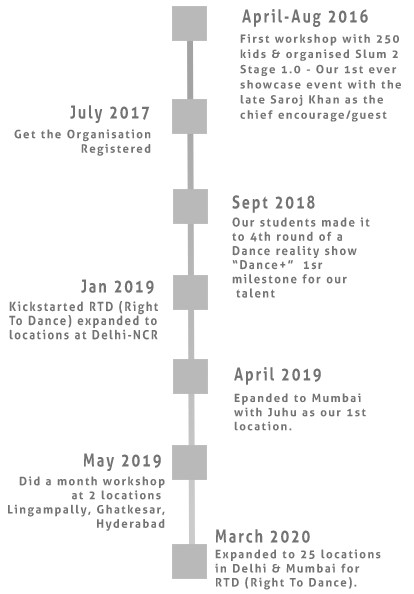 April-Aug 2016
First workshop with 250
kids & organised Slum 2
Stage 1.0 - Our 1st ever
showcase event with the
late Saroj Khan as the
chief encourage/guest
July 2017
Get the Organisation
Registered
Sept 2018
Our students made it
to 4th round of a
Dance reality show
“Dance+” 1sr
milestone for our
talent
Jan 2019
Kickstarted RTD (Right
To Dance) expanded to
locations at Delhi-NCR
April 2019
Epanded to Mumbai
with Juhu as our 1st
location.
May 2019
Did a month workshop
at 2 locations
Lingampally, Ghatkesar,
Hyderabad
March 2020
Expanded to 25 locations
in Delhi & Mumbai for
RTD (Right To Dance).